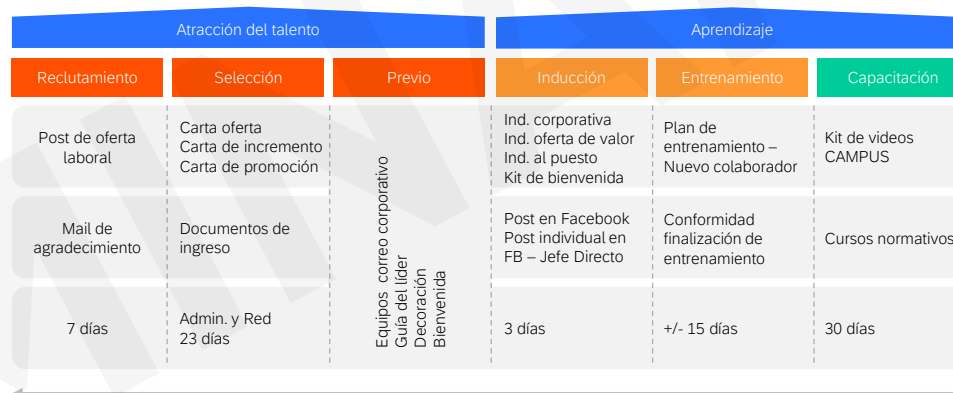 Atracción del talento
Aprendizaje
Reclutamiento
Selección
Previo
Inducción
Entrenamiento
Capacitación
Post de oferta
laboral
Carta oferta
Carta de incremento
Carta de promoción
Ind. corporativa
Ind. oferta de valor
Ind. al puesto
Kit de bienvenida
Plan de
entrenamiento –
Nuevo colaborador
Kit de videos
CAMPUS
Mail de
agradecimiento
Documentos de
ingreso
Equipos correo corporativo
Guía del líder
Decoración
Bienvenida
Post en Facebook
Post individual en
FB – Jefe Directo
Conformidad
finalización de
entrenamiento
Cursos normativos
7 días
Admin. y Red
23 días
3 días
+/- 15 días
30 días